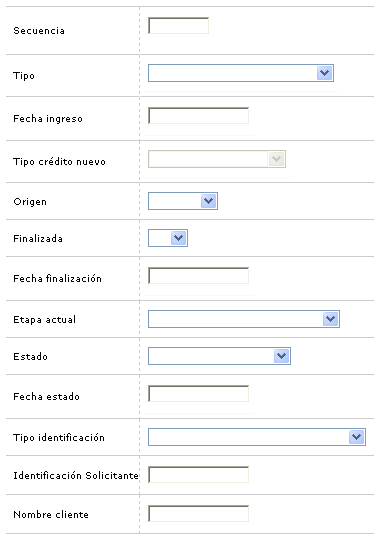 Secuencia
Tipo
Fecha ingreso
Tipo crédito nuevo
Origen
Finalizada
Fecha finalización
Etapa actual
Estado
Fecha estado
Tipo identificación
Identificación Solicitante
Nombre cliente